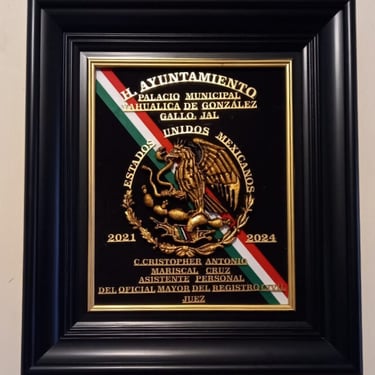 H. AYUNTAMIENTO
PALACIO MUNICIPAL
YAHUALICA DE GONZÁLEZ
GALLO, JAL
ESTADOS UNIDOS MEXICANOS
2021 2024
C.CRISTOPHER ANTONIO
MARISCAL CRUZ
ASISTENTE PERSONAL
DEL OFICIAL MAYOR DEL REGISTRO CIVIL
JUEZ